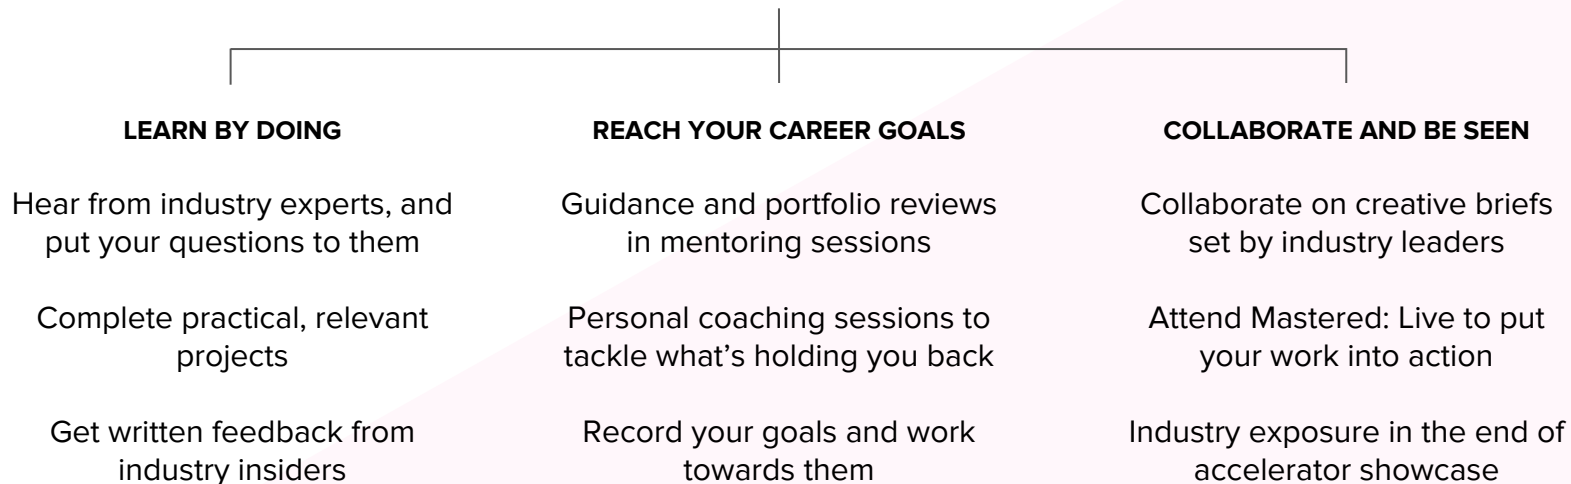 LEARN BY DOING
Hear from industry experts, and
put your questions to them
Complete practical, relevant
projects
Get written feedback from
industry insiders
REACH YOUR CAREER GOALS
Guidance and portfolio reviews
in mentoring sessions
Personal coaching sessions to
tackle what’s holding you back
Record your goals and work
towards them
COLLABORATE AND BE SEEN
Collaborate on creative briefs
set by industry leaders
Attend Mastered: Live to put
your work into action
Industry exposure in the end of
accelerator showcase